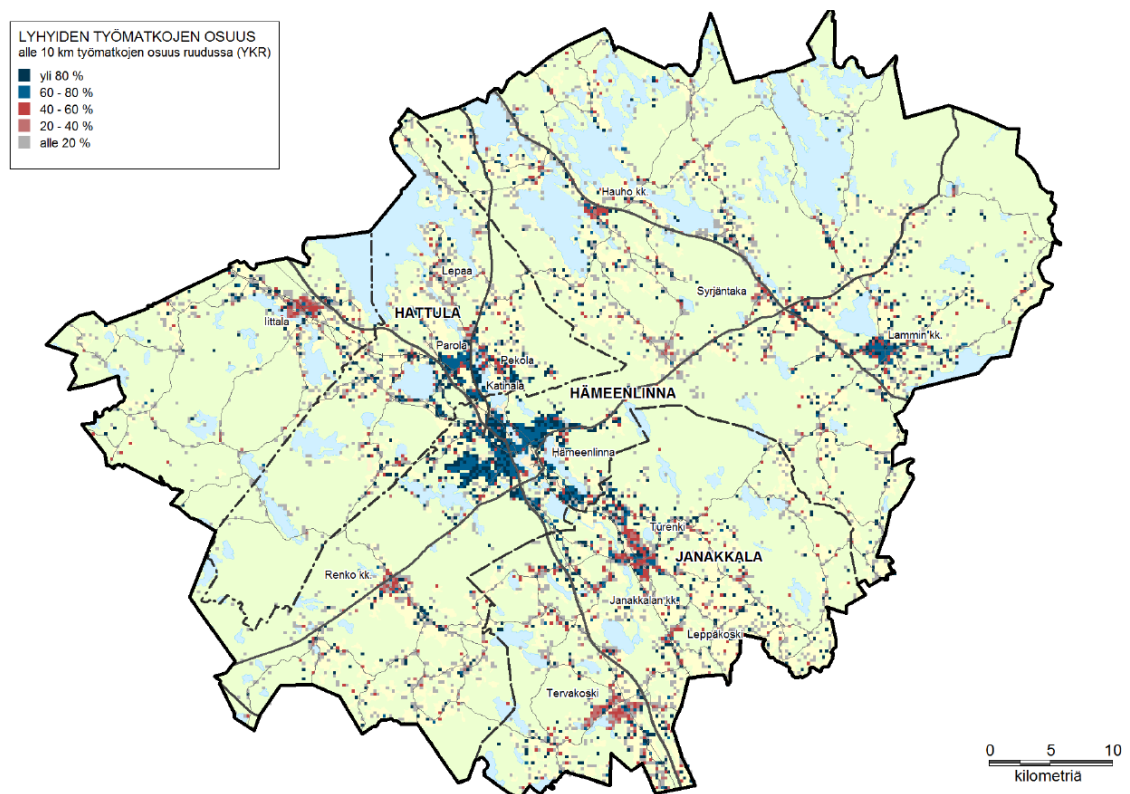 LYHYIDEN TYÖMATKOJEN OSUUS
alle 10 km työmatkojen osuus ruudussa (YKR)
yli 80 %
60 - 80 %
40 - 60 %
20 - 40 %
alle 20 %
Hauho kk.
Lepaa
Syrjäntaka
Iittala
HATTULA
Lammin kk.
Parola
Pekola
Katinala
HÄMEENLINNA
Hämeenlinna
Turenki
JANAKKALA
Renko kk.
Janakkalan kk.
Leppäkoski
Tervakoski
0 5 10
kilometriä